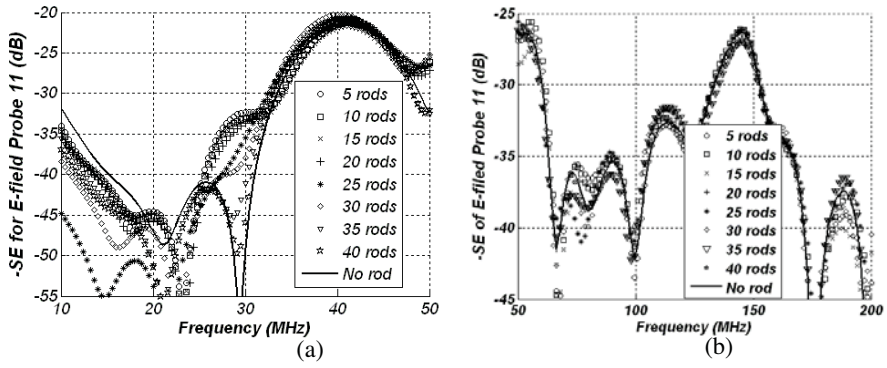 -SE for E-field Probe 11 (dB)
-20
-25
-30
-35
-40
-45
-50
-55
10
20
30
40
50
Frequency (MHz)
5 rods
10 rods
15 rods
20 rods
25 rods
30 rods
35 rods
40 rods
No rod
(a)
-SE of E-filed Probe 11 (dB)
-25
-30
-35
-40
-45
50
100
150
200
Frequency (MHz)
5 rods
10 rods
15 rods
20 rods
25 rods
30 rods
35 rods
40 rods
No rod
(b)